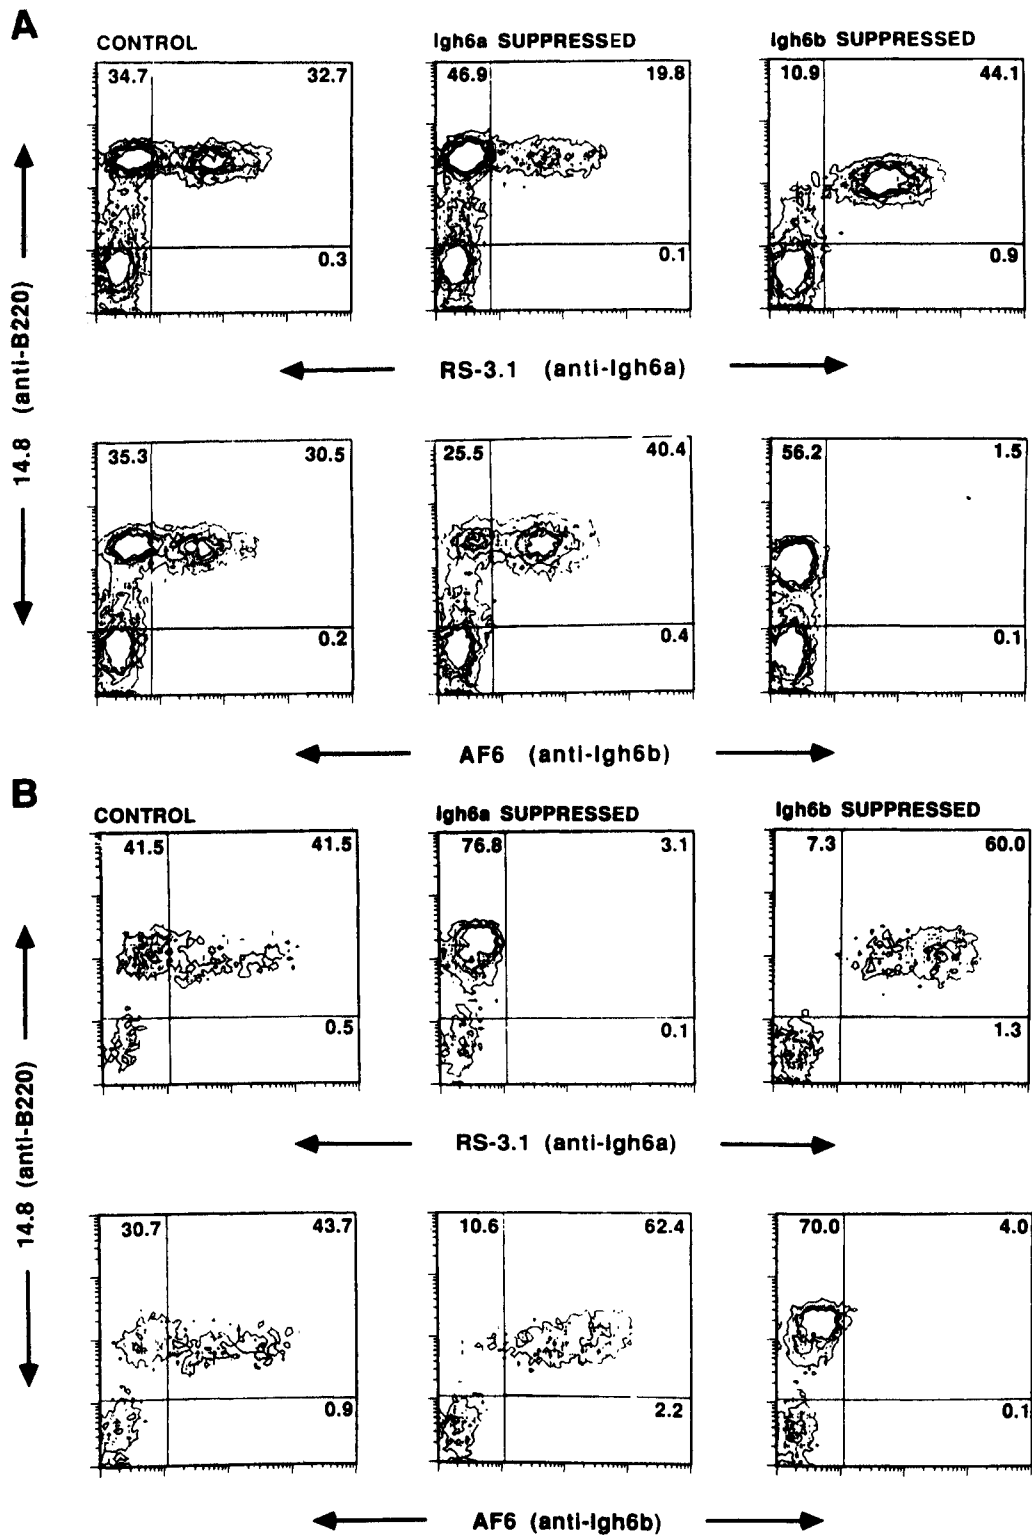 A
CONTROL Igh6a SUPPRESSED Igh6b SUPPRESSED
34.7 32.7 46.9 19.8 10.9 44.1
0.3 0.1 0.9
RS-3.1 (anti-Igh6a)
14.8 (anti-B220)
35.3 30.5 25.5 40.4 56.2 1.5
0.2 0.4 0.1
AF6 (anti-Igh6b)
B
CONTROL Igh6a SUPPRESSED Igh6b SUPPRESSED
41.5 41.5 76.8 3.1 7.3 60.0
0.5 0.1 1.3
RS-3.1 (anti-Igh6a)
14.8 (anti-B220)
30.7 43.7 10.6 62.4 70.0 4.0
0.9 2.2 0.1
AF6 (anti-Igh6b)